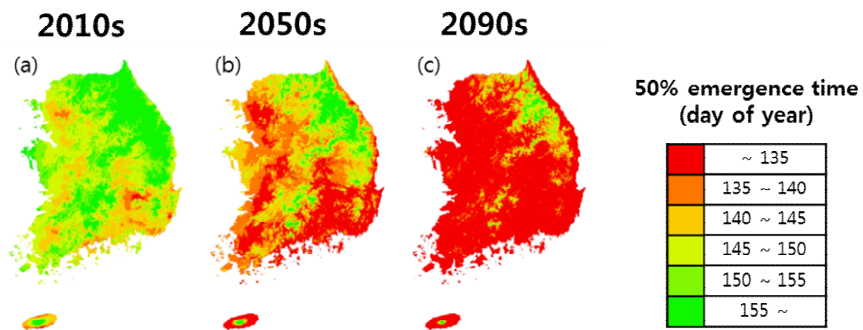 2010s 2050s 2090s
(a) (b) (c)
50% emergence time
(day of year)
~ 135
135 ~ 140
140 ~ 145
145 ~ 150
150 ~ 155
155 ~